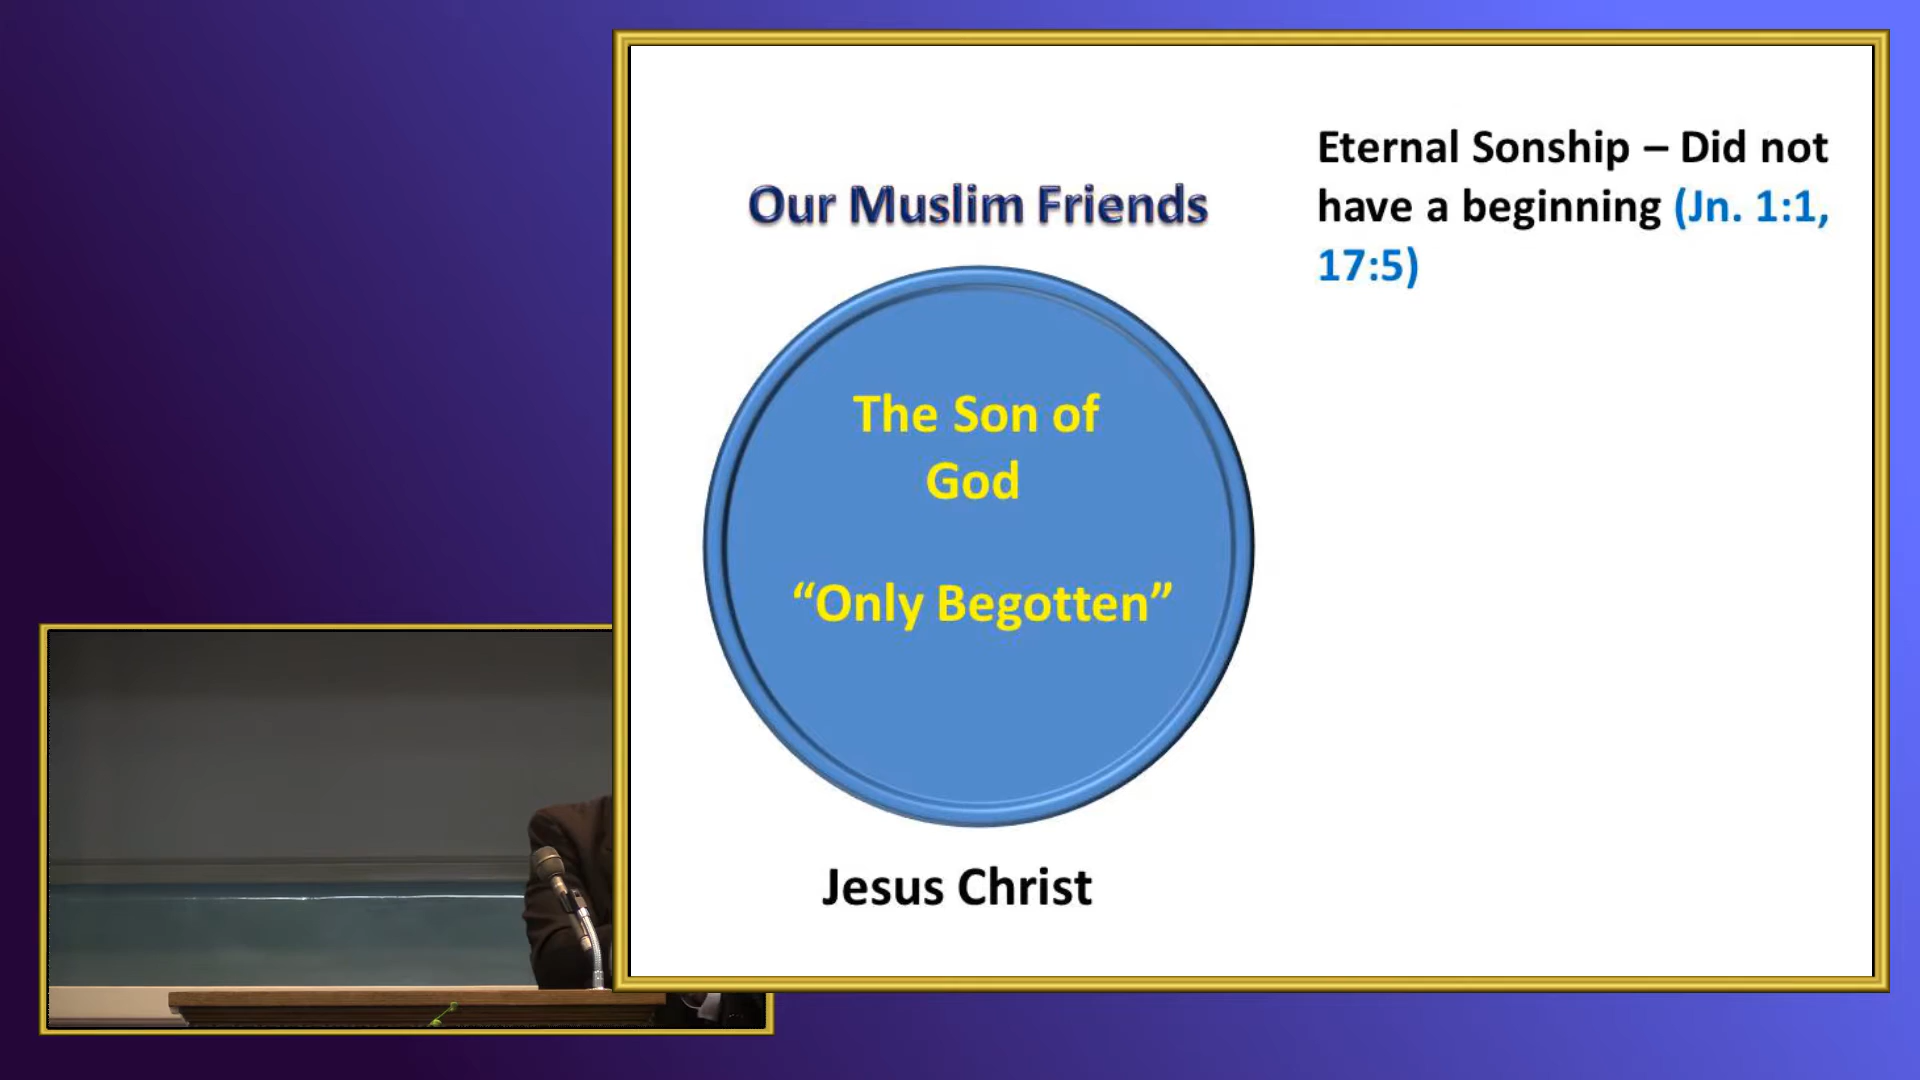 Our Muslim Friends
The Son of
God
“Only Begotten”
Jesus Christ
Eternal Sonship – Did not
have a beginning (Jn. 1:1,
17:5)